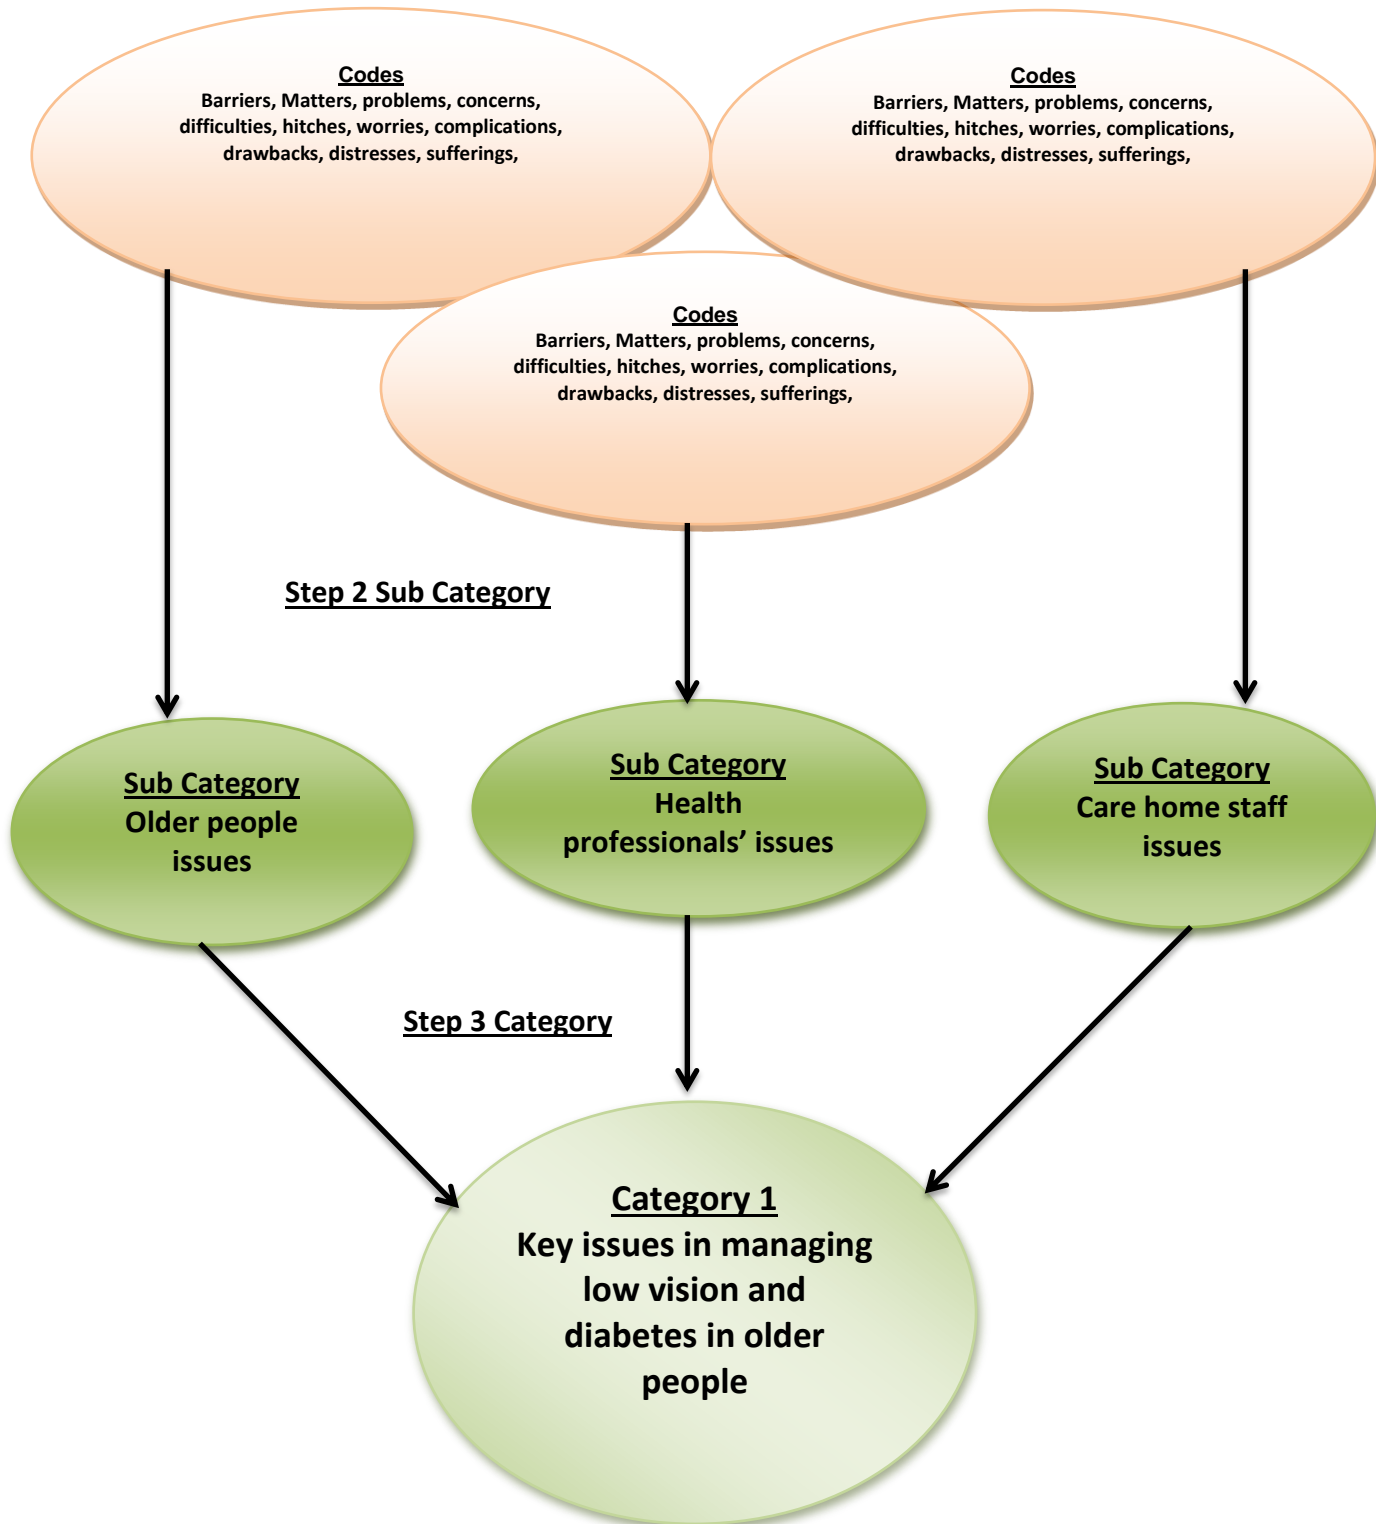 Codes
Barriers, Matters, problems, concerns,
difficulties, hitches, worries, complications,
drawbacks, distresses, sufferings,
Codes
Barriers, Matters, problems, concerns,
difficulties, hitches, worries, complications,
drawbacks, distresses, sufferings,
Codes
Barriers, Matters, problems, concerns,
difficulties, hitches, worries, complications,
drawbacks, distresses, sufferings,
Step 2 Sub Category
Sub Category
Older people
issues
Sub Category
Health
professionals’ issues
Sub Category
Care home staff
issues
Step 3 Category
Category 1
Key issues in managing
low vision and
diabetes in older
people